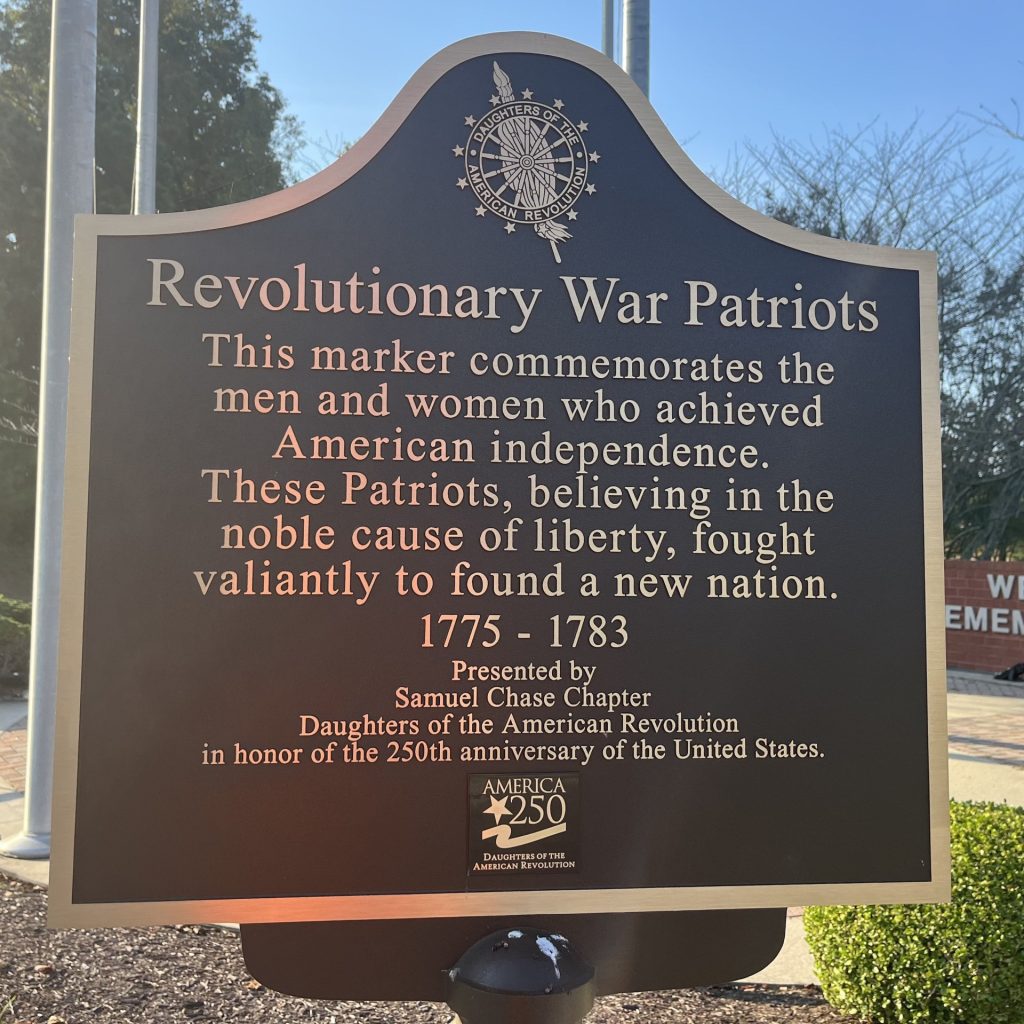 DAUGHTERS OF THE
AMERICAN REVOLUTION
Revolutionary War Patriots
This marker commemorates the
men and women who achieved
American independence.
These Patriots, believing in the
noble cause of liberty, fought
valiantly to found a new nation.
1775 - 1783
Presented by
Samuel Chase Chapter
Daughters of the American Revolution
in honor of the 250th anniversary of the United States.
AMERICA
250
DAUGHTERS OF THE
AMERICAN REVOLUTION
WE
EMEM